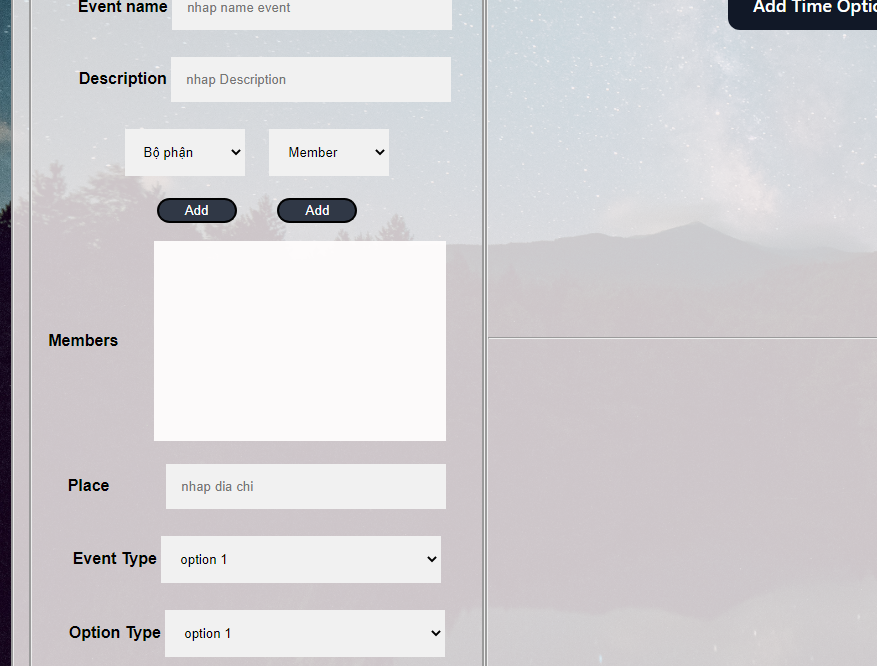 Event name nhap name event
Add Time Optio
Description nhap Description
Bộ phận Member
Add Add
Members
Place nhap dia chi
Event Type option 1
Option Type option 1